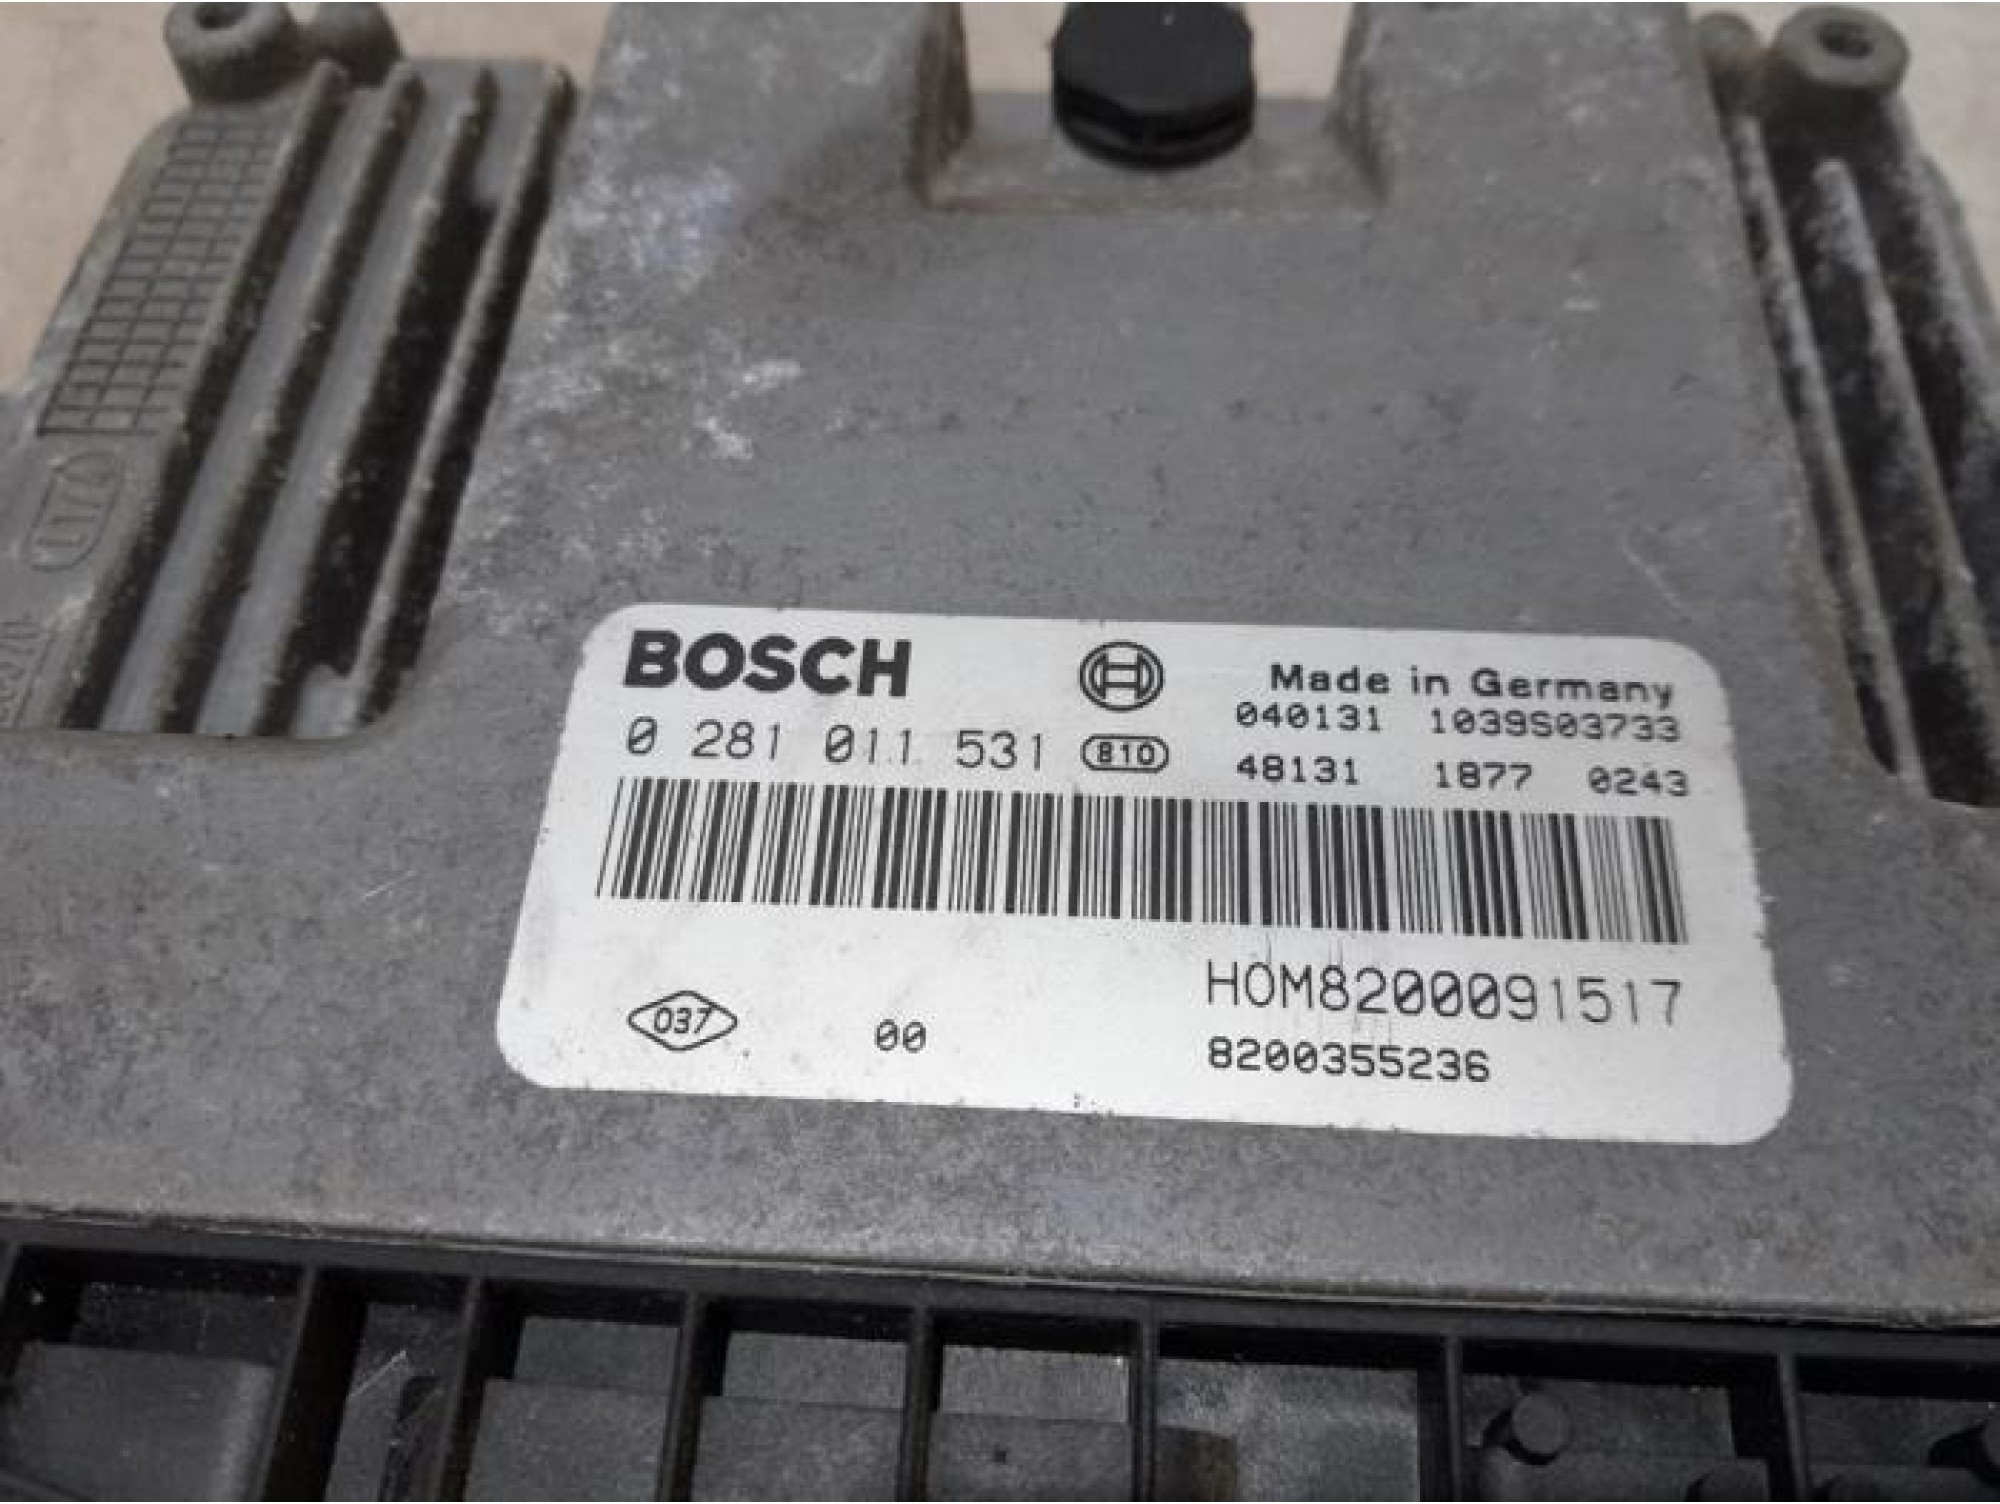 BOSCH
Made in Germany
040131 1039S03733
0 281 011 531 810
48131 1877 0243
HOM8200091517
037 00
8200355236